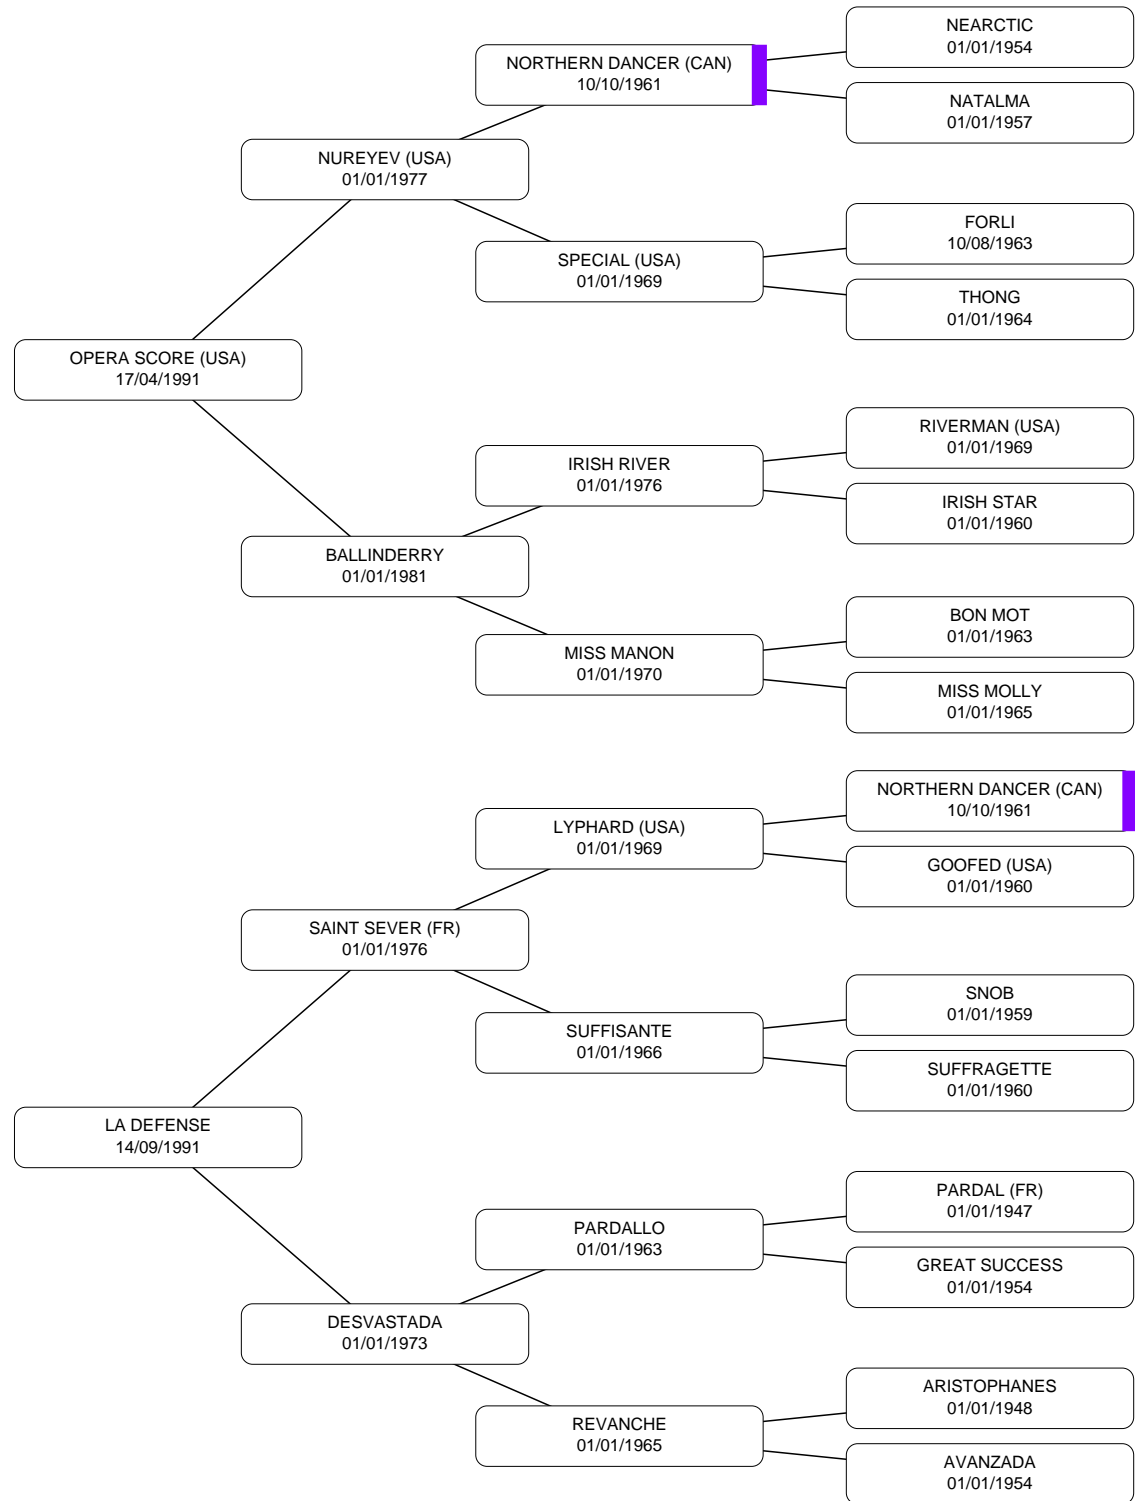 NEARCTIC
01/01/1954
NORTHERN DANCER (CAN)
10/10/1961
NATALMA
01/01/1957
NUREYEV (USA)
01/01/1977
FORLI
10/08/1963
SPECIAL (USA)
01/01/1969
THONG
01/01/1964
OPERA SCORE (USA)
17/04/1991
RIVERMAN (USA)
01/01/1969
IRISH RIVER
01/01/1976
IRISH STAR
01/01/1960
BALLINDERRY
01/01/1981
BON MOT
01/01/1963
MISS MANON
01/01/1970
MISS MOLLY
01/01/1965
NORTHERN DANCER (CAN)
10/10/1961
LYPHARD (USA)
01/01/1969
GOOFED (USA)
01/01/1960
SAINT SEVER (FR)
01/01/1976
SNOB
01/01/1959
SUFFISANTE
01/01/1966
SUFFRAGETTE
01/01/1960
LA DEFENSE
14/09/1991
PARDAL (FR)
01/01/1947
PARDALLO
01/01/1963
GREAT SUCCESS
01/01/1954
DESVASTADA
01/01/1973
ARISTOPHANES
01/01/1948
REVANCHE
01/01/1965
AVANZADA
01/01/1954